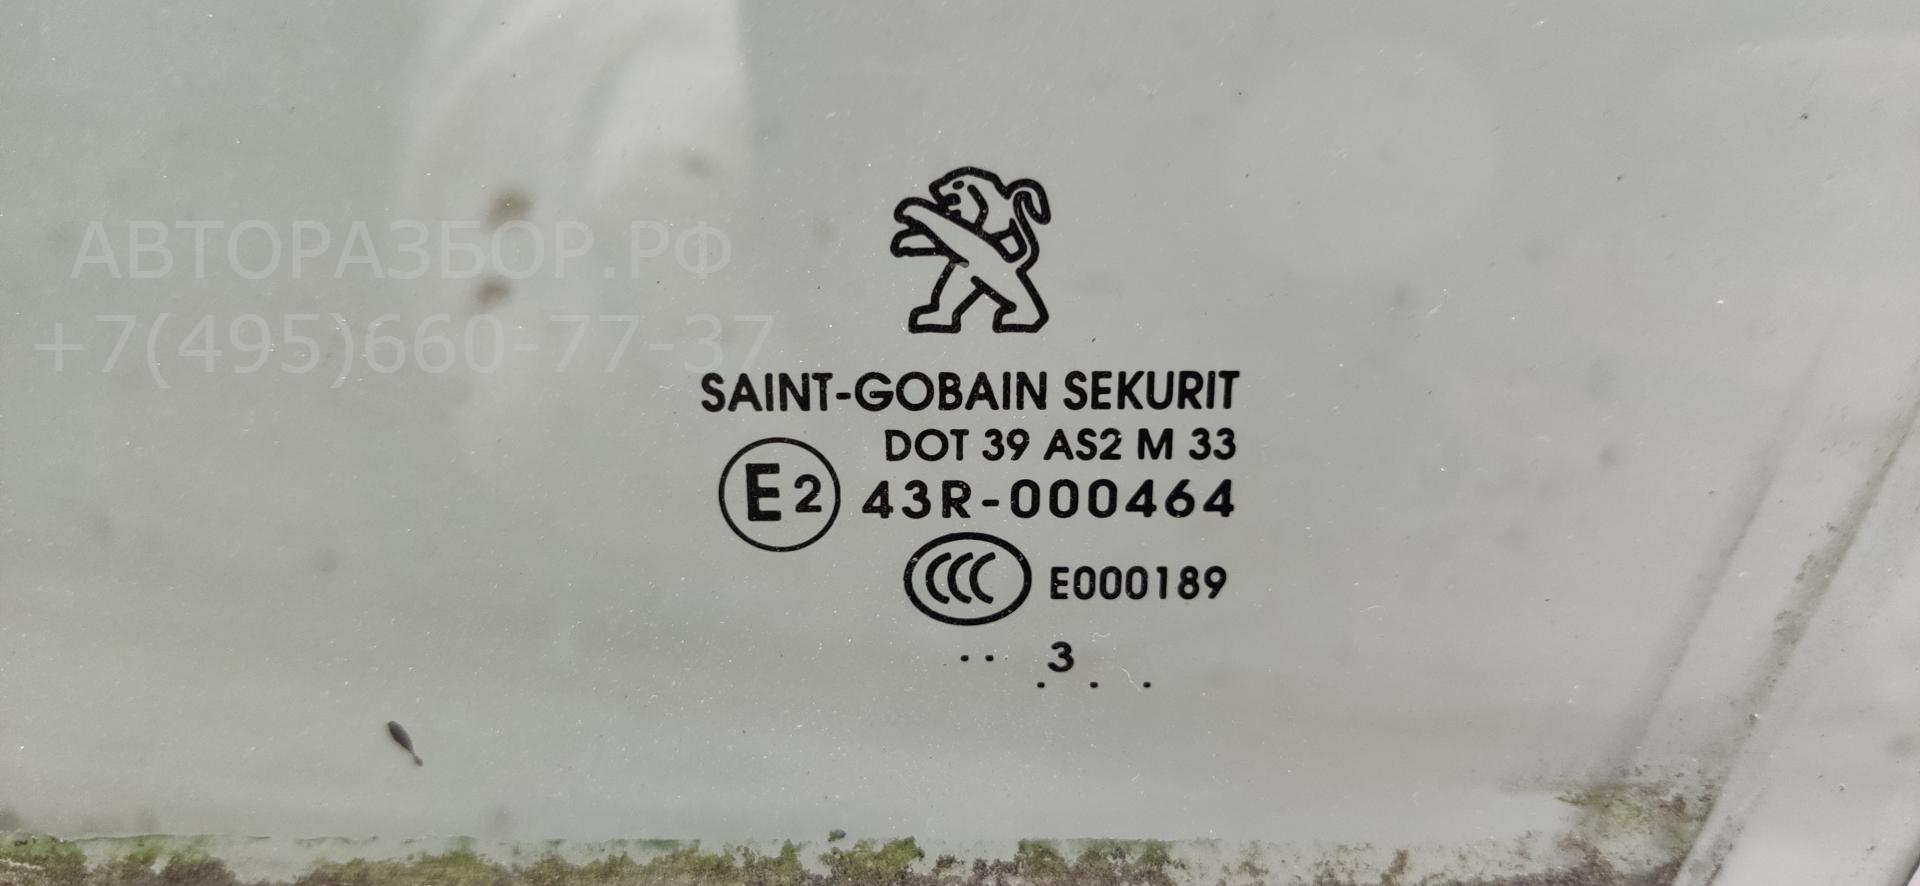 АВТОРАЗБОР.РФ
+7(495)660-77-37
SAINT-GOBAIN SEKURIT
DOT 39 AS2 M 33
E2 43R-000464
CCC E000189
.. 3
. . .